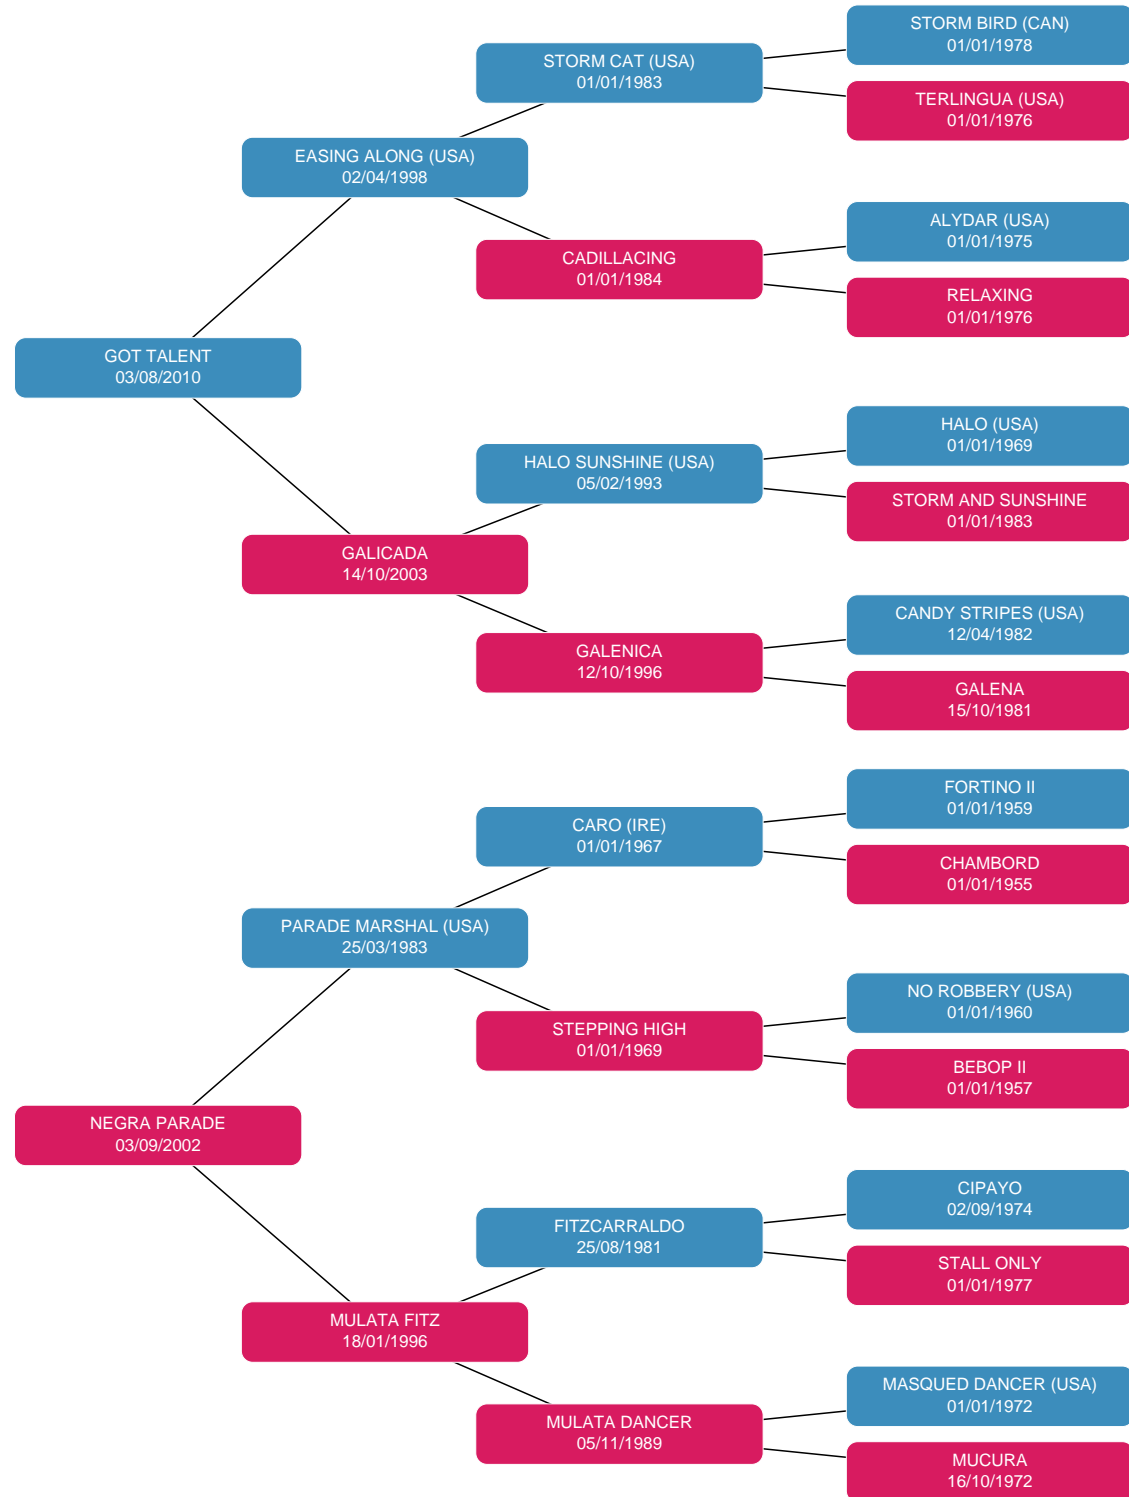 STORM BIRD (CAN)
01/01/1978
STORM CAT (USA)
01/01/1983
TERLINGUA (USA)
01/01/1976
EASING ALONG (USA)
02/04/1998
ALYDAR (USA)
01/01/1975
CADILLACING
01/01/1984
RELAXING
01/01/1976
GOT TALENT
03/08/2010
HALO (USA)
01/01/1969
HALO SUNSHINE (USA)
05/02/1993
STORM AND SUNSHINE
01/01/1983
GALICADA
14/10/2003
CANDY STRIPES (USA)
12/04/1982
GALENICA
12/10/1996
GALENA
15/10/1981
FORTINO II
01/01/1959
CARO (IRE)
01/01/1967
CHAMBORD
01/01/1955
PARADE MARSHAL (USA)
25/03/1983
NO ROBBERY (USA)
01/01/1960
STEPPING HIGH
01/01/1969
BEBOP II
01/01/1957
NEGRA PARADE
03/09/2002
CIPAYO
02/09/1974
FITZCARRALDO
25/08/1981
STALL ONLY
01/01/1977
MULATA FITZ
18/01/1996
MASQUED DANCER (USA)
01/01/1972
MULATA DANCER
05/11/1989
MUCURA
16/10/1972